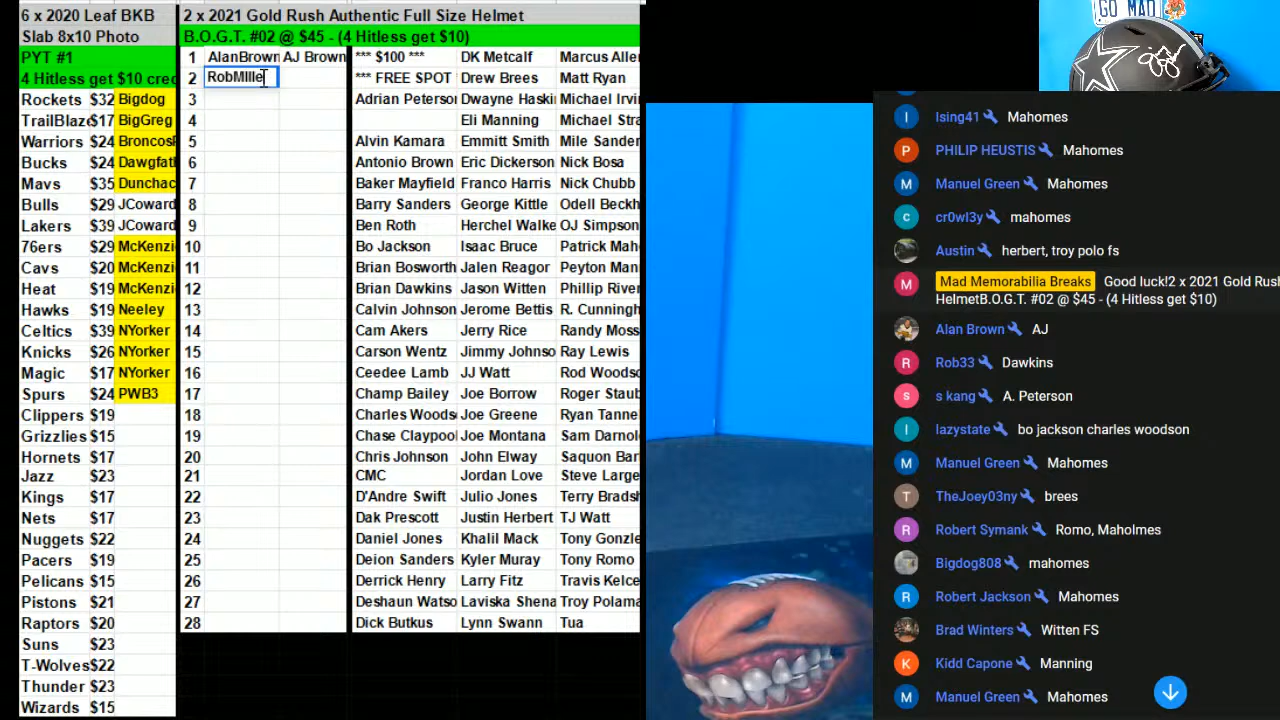 6 x 2020 Leaf BKB
Slab 8x10 Photo
PYT #1
4 Hitless get $10 cred
Rockets $32 Bigdog
TrailBlaze $17 BigGreg
Warriors $24 Broncos
Bucks $24 Dawgfat
Mavs $35 Dunchac
Bulls $29 JCoward
Lakers $39 JCoward
76ers $29 McKenzi
Cavs $20 McKenzi
Heat $19 McKenzi
Hawks $19 Neeley
Celtics $39 NYorker
Knicks $26 NYorker
Magic $17 NYorker
Spurs $24 PWB3
Clippers $19
Grizzlies $15
Hornets $17
Jazz $23
Kings $17
Nets $17
Nuggets $22
Pacers $19
Pelicans $15
Pistons $21
Raptors $20
Suns $23
T-Wolves $22
Thunder $23
Wizards $15
2 x 2021 Gold Rush Authentic Full Size Helmet
B.O.G.T. #02 @ $45 - (4 Hitless get $10)
1 AlanBrown AJ Brown *** $100 *** DK Metcalf Marcus Aller
2 RobMIlle *** FREE SPOT Drew Brees Matt Ryan
3 Adrian Peterson Dwayne Haski Michael Irvi
4 Eli Manning Michael Stra
5 Alvin Kamara Emmitt Smith Mile Sander
6 Antonio Brown Eric Dickerson Nick Bosa
7 Baker Mayfield Franco Harris Nick Chubb
8 Barry Sanders George Kittle Odell Beckh
9 Ben Roth Herchel Walke OJ Simpson
10 Bo Jackson Isaac Bruce Patrick Mah
11 Brian Bosworth Jalen Reagor Peyton Man
12 Brian Dawkins Jason Witten Phillip River
13 Calvin Johnson Jerome Bettis R. Cunningh
14 Cam Akers Jerry Rice Randy Moss
15 Carson Wentz Jimmy Johnso Ray Lewis
16 Ceedee Lamb JJ Watt Rod Woodso
17 Champ Bailey Joe Borrow Roger Staub
18 Charles Woods Joe Greene Ryan Tanne
19 Chase Claypool Joe Montana Sam Darnol
20 Chris Johnson John Elway Saquon Bar
21 CMC Jordan Love Steve Large
22 D'Andre Swift Julio Jones Terry Bradsh
23 Dak Prescott Justin Herbert TJ Watt
24 Daniel Jones Khalil Mack Tony Gonzle
25 Deion Sanders Kyler Muray Tony Romo
26 Derrick Henry Larry Fitz Travis Kelce
27 Deshaun Watso Laviska Shena Troy Polama
28 Dick Butkus Lynn Swann Tua
GO MAD
I Ising41 Mahomes
P PHILIP HEUSTIS Mahomes
M Manuel Green Mahomes
c cr0wl3y mahomes
Austin herbert, troy polo fs
M Mad Memorabilia Breaks Good luck!2 x 2021 Gold Rush
HelmetB.O.G.T. #02 @ $45 - (4 Hitless get $10)
Alan Brown AJ
R Rob33 Dawkins
s s kang A. Peterson
I lazystate bo jackson charles woodson
M Manuel Green Mahomes
T TheJoey03ny brees
R Robert Symank Romo, Maholmes
Bigdog808 mahomes
R Robert Jackson Mahomes
Brad Winters Witten FS
K Kidd Capone Manning
M Manuel Green Mahomes